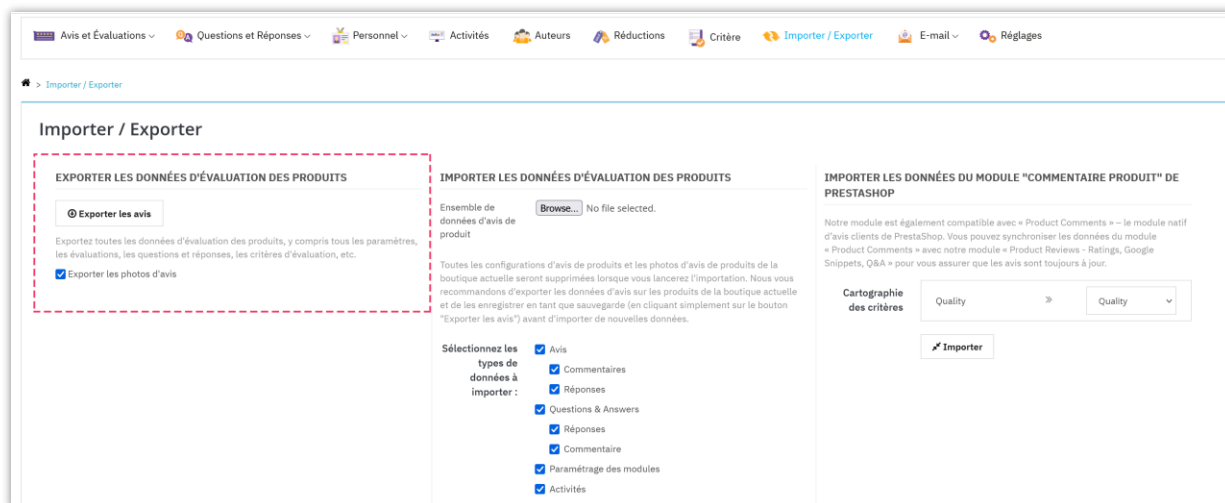 Avis et Évaluations
Questions et Réponses
Personnel
Activités
Auteurs
Réductions
Critère
Importer / Exporter
E-mail
Réglages
> Importer / Exporter
Importer / Exporter
EXPORTER LES DONNÉES D'ÉVALUATION DES PRODUITS
Exporter les avis
Exportez toutes les données d'évaluation des produits, y compris tous les paramètres,
les évaluations, les questions et réponses, les critères d'évaluation, etc.
Exporter les photos d'avis
IMPORTER LES DONNÉES D'ÉVALUATION DES PRODUITS
Ensemble de
données d'avis de
produit
Browse... No file selected.
Toutes les configurations d'avis de produits et les photos d'avis de produits de la
boutique actuelle seront supprimées lorsque vous lancerez l'importation. Nous vous
recommandons d'exporter les données d'avis sur les produits de la boutique actuelle
et de les enregistrer en tant que sauvegarde (en cliquant simplement sur le bouton
"Exporter les avis") avant d'importer de nouvelles données.
Sélectionnez les
types de
données à
importer :
Avis
Commentaires
Réponses
Questions & Answers
Réponses
Commentaire
Paramétrage des modules
Activités
IMPORTER LES DONNÉES DU MODULE "COMMENTAIRE PRODUIT" DE
PRESTASHOP
Notre module est également compatible avec « Product Comments » – le module natif
d'avis clients de PrestaShop. Vous pouvez synchroniser les données du module
« Product Comments » avec notre module « Product Reviews - Ratings, Google
Snippets, Q&A » pour vous assurer que les avis sont toujours à jour.
Cartographie
des critères
Quality » Quality
Importer